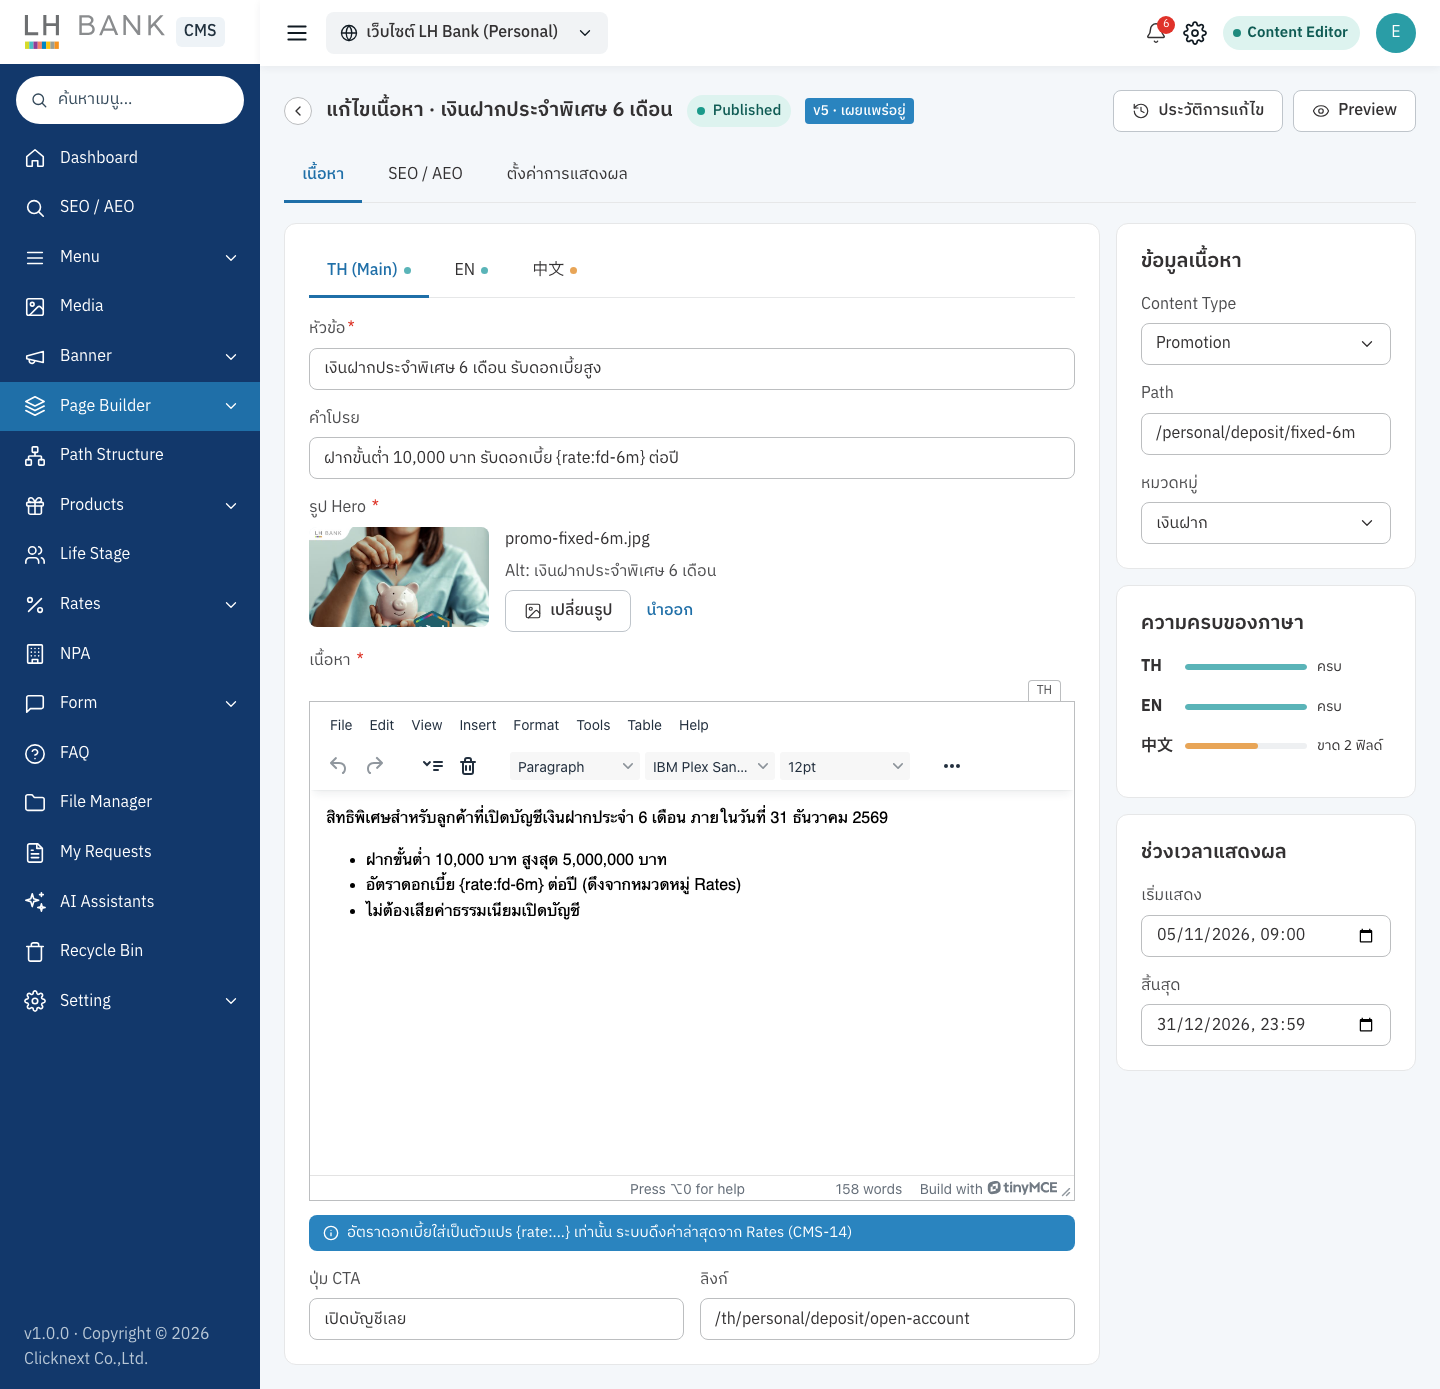 LH BANK CMS
เว็บไซต์ LH Bank (Personal)
6
Content Editor
E
ค้นหาเมนู...
Dashboard
SEO / AEO
Menu
Media
Banner
Page Builder
Path Structure
Products
Life Stage
Rates
NPA
Form
FAQ
File Manager
My Requests
AI Assistants
Recycle Bin
Setting
v1.0.0 · Copyright © 2026
Clicknext Co.,Ltd.
แก้ไขเนื้อหา · เงินฝากประจำพิเศษ 6 เดือน
Published
v5 · เผยแพร่อยู่
ประวัติการแก้ไข
Preview
เนื้อหา
SEO / AEO
ตั้งค่าการแสดงผล
TH (Main)
EN
中文
หัวข้อ*
เงินฝากประจำพิเศษ 6 เดือน รับดอกเบี้ยสูง
คำโปรย
ฝากขั้นต่ำ 10,000 บาท รับดอกเบี้ย {rate:fd-6m} ต่อปี
รูป Hero *
LH BANK
promo-fixed-6m.jpg
Alt: เงินฝากประจำพิเศษ 6 เดือน
เปลี่ยนรูป
นำออก
เนื้อหา *
TH
File Edit View Insert Format Tools Table Help
Paragraph
IBM Plex San...
12pt
สิทธิพิเศษสำหรับลูกค้าที่เปิดบัญชีเงินฝากประจำ 6 เดือน ภายในวันที่ 31 ธันวาคม 2569
• ฝากขั้นต่ำ 10,000 บาท สูงสุด 5,000,000 บาท
• อัตราดอกเบี้ย {rate:fd-6m} ต่อปี (ดึงจากหมวดหมู่ Rates)
• ไม่ต้องเสียค่าธรรมเนียมเปิดบัญชี
Press ⌥0 for help
158 words
Build with tinyMCE
อัตราดอกเบี้ยใส่เป็นตัวแปร {rate:...} เท่านั้น ระบบดึงค่าล่าสุดจาก Rates (CMS-14)
ปุ่ม CTA
เปิดบัญชีเลย
ลิงก์
/th/personal/deposit/open-account
ข้อมูลเนื้อหา
Content Type
Promotion
Path
/personal/deposit/fixed-6m
หมวดหมู่
เงินฝาก
ความครบของภาษา
TH ครบ
EN ครบ
中文 ขาด 2 ฟิลด์
ช่วงเวลาแสดงผล
เริ่มแสดง
05/11/2026, 09:00
สิ้นสุด
31/12/2026, 23:59